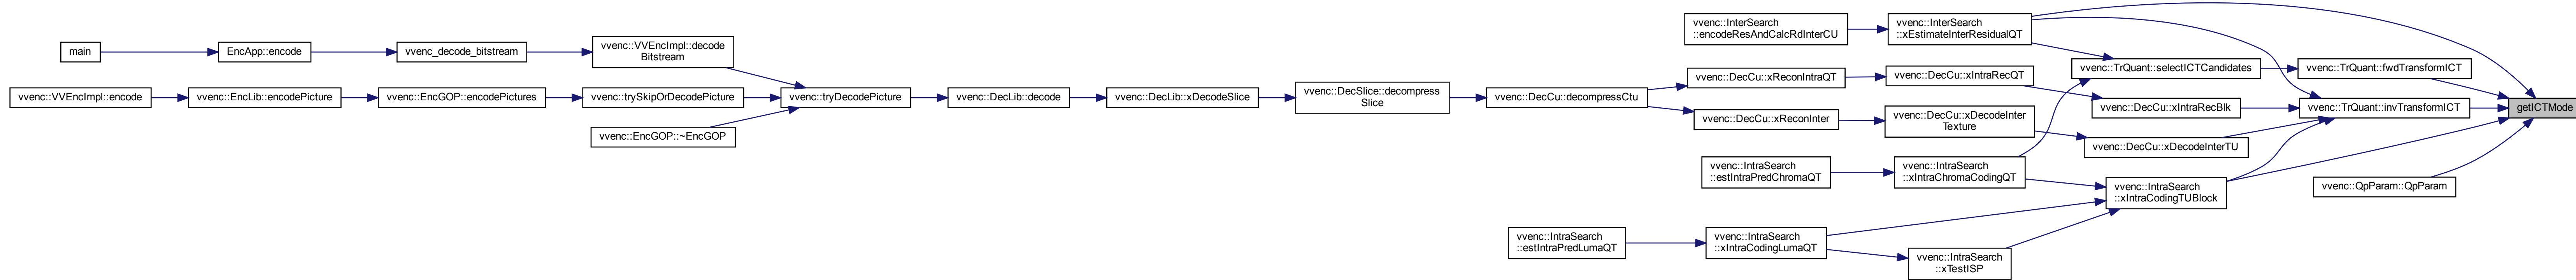 main
EncApp::encode
vvenc_decode_bitstream
vvenc::VVEncImpl::decode
Bitstream
vvenc::VVEncImpl::encode
vvenc::EncLib::encodePicture
vvenc::EncGOP::encodePictures
vvenc::trySkipOrDecodePicture
vvenc::EncGOP::~EncGOP
vvenc::tryDecodePicture
vvenc::DecLib::decode
vvenc::DecLib::xDecodeSlice
vvenc::DecSlice::decompress
Slice
vvenc::DecCu::decompressCtu
vvenc::InterSearch
::encodeResAndCalcRdInterCU
vvenc::InterSearch
::xEstimateInterResidualQT
vvenc::DecCu::xReconIntraQT
vvenc::DecCu::xIntraRecQT
vvenc::DecCu::xReconInter
vvenc::DecCu::xDecodeInter
Texture
vvenc::TrQuant::selectICTCandidates
vvenc::TrQuant::fwdTransformICT
vvenc::DecCu::xIntraRecBlk
vvenc::TrQuant::invTransformICT
getICTMode
vvenc::DecCu::xDecodeInterTU
vvenc::IntraSearch
::estIntraPredChromaQT
vvenc::IntraSearch
::xIntraChromaCodingQT
vvenc::IntraSearch
::xIntraCodingTUBlock
vvenc::QpParam::QpParam
vvenc::IntraSearch
::estIntraPredLumaQT
vvenc::IntraSearch
::xIntraCodingLumaQT
vvenc::IntraSearch
::xTestISP